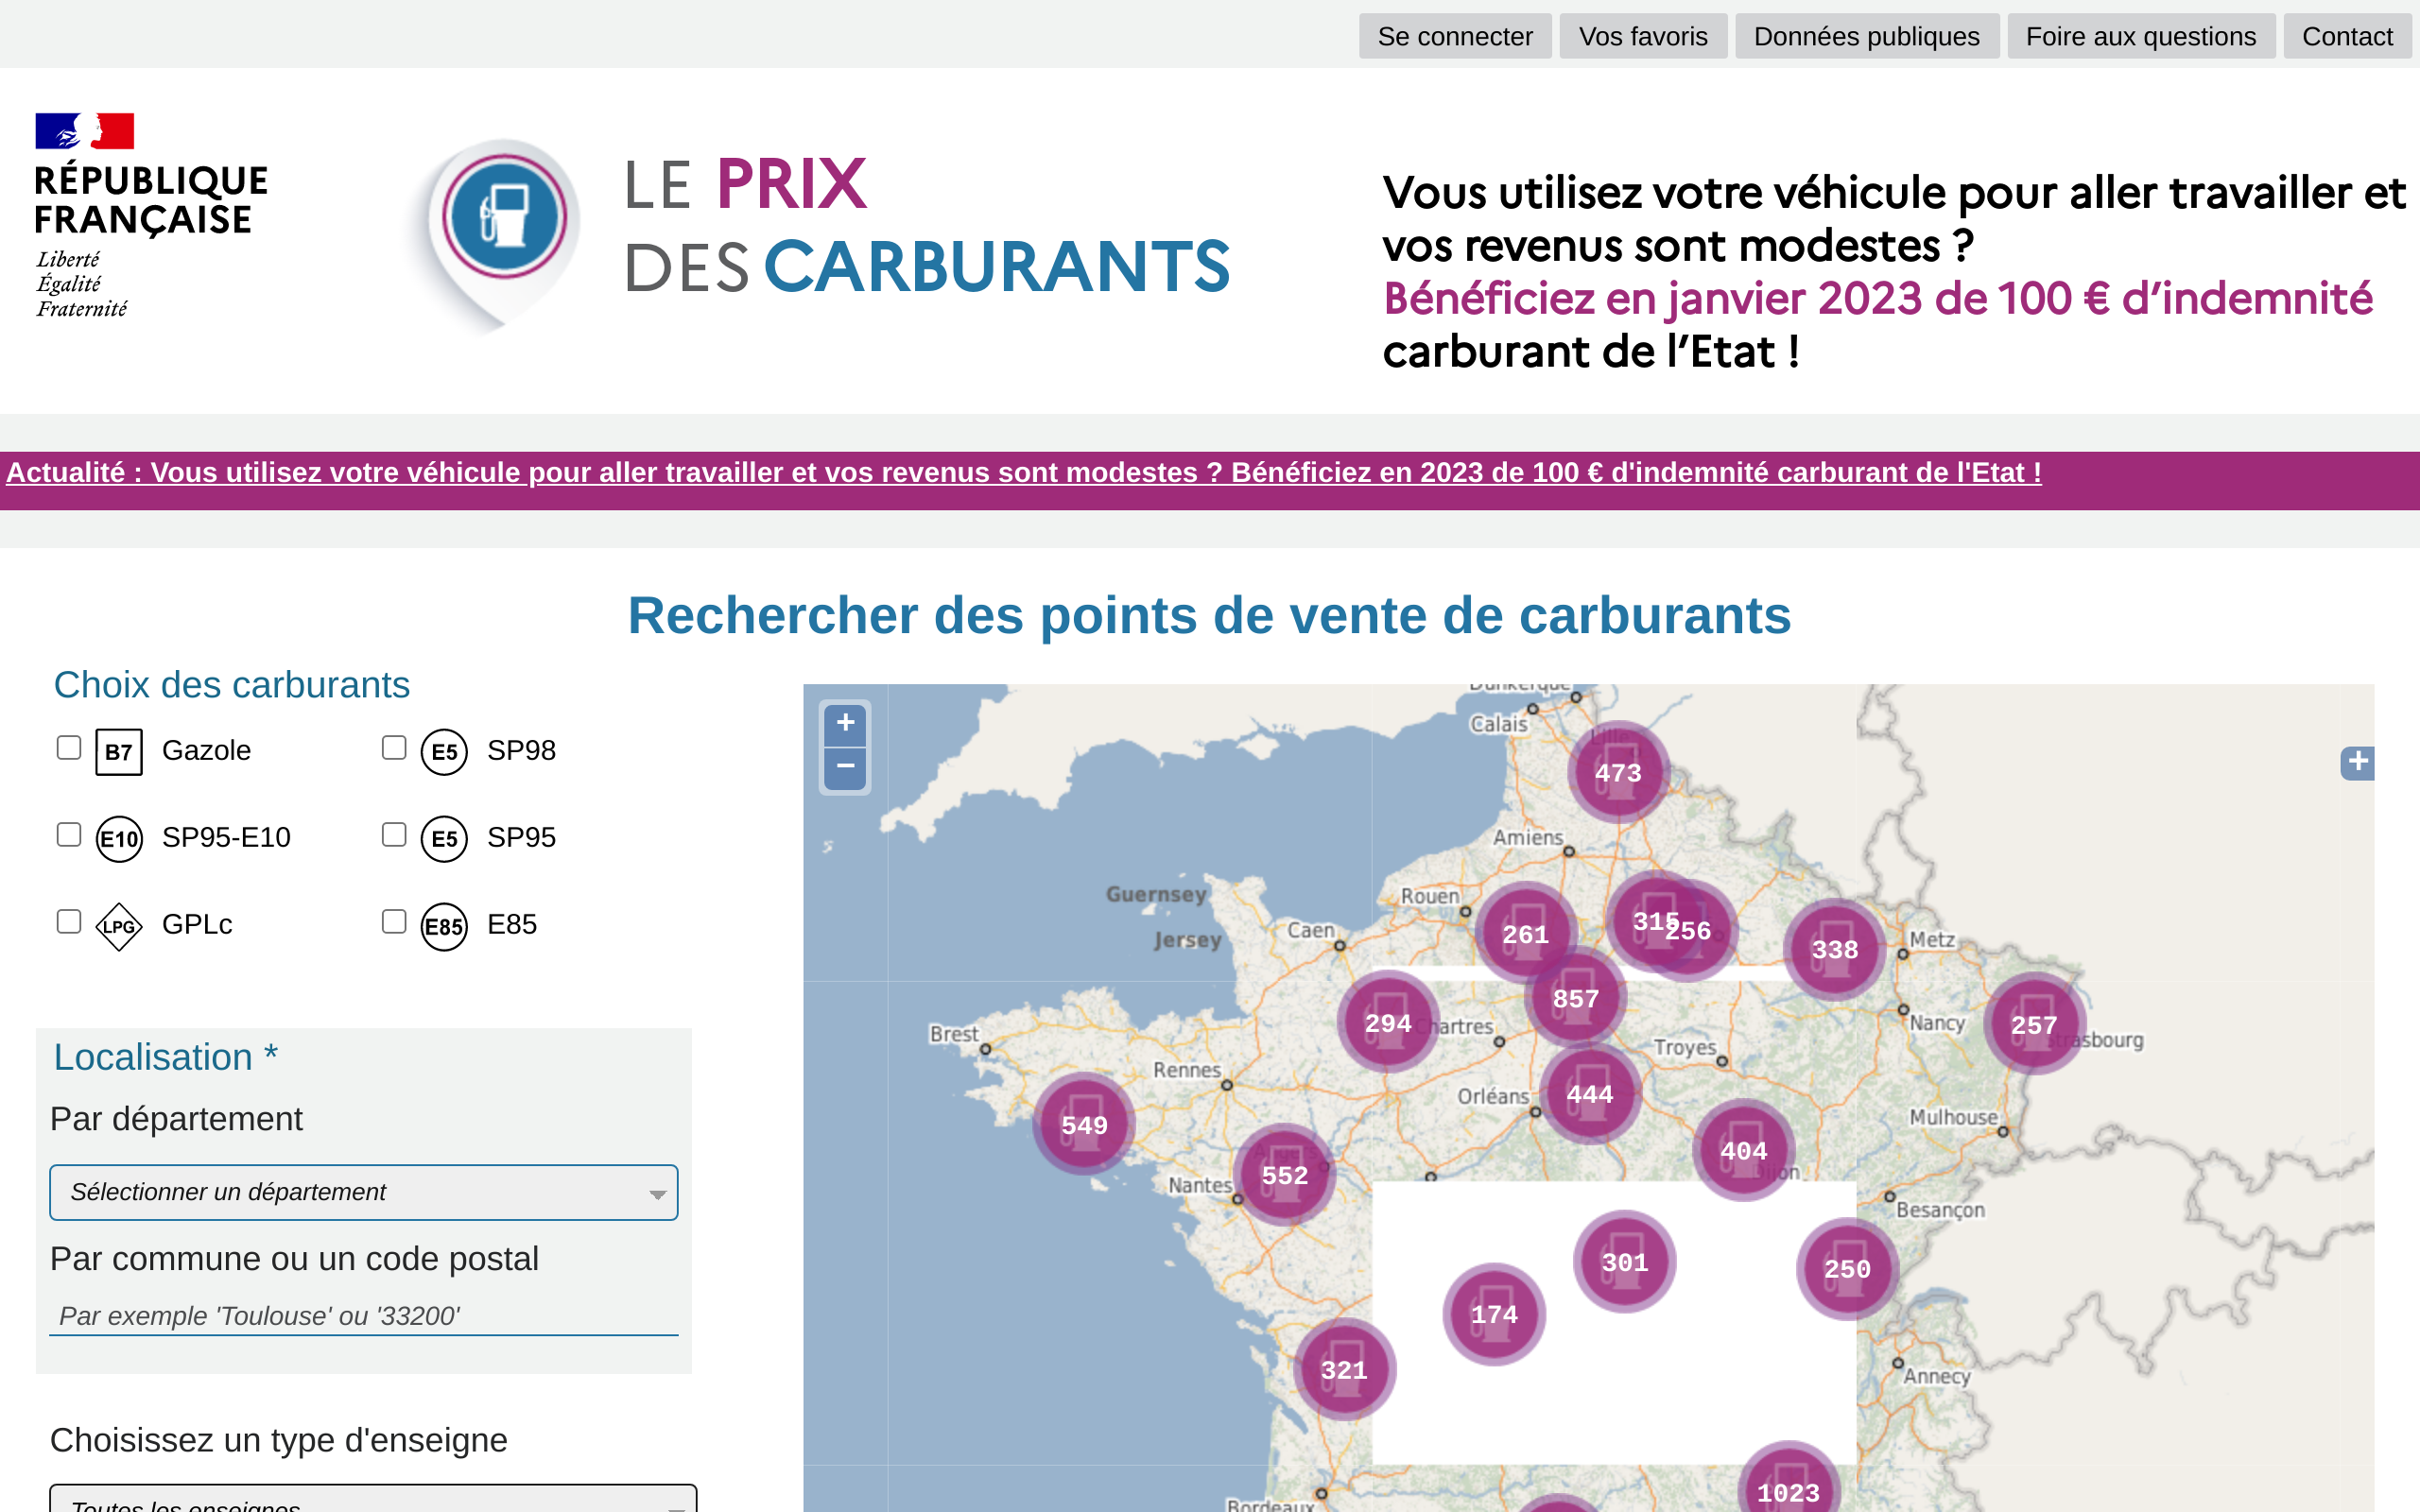 Se connecter Vos favoris Données publiques Foire aux questions Contact
RÉPUBLIQUE
FRANÇAISE
Liberté
Égalité
Fraternité
LE PRIX
DES CARBURANTS
Vous utilisez votre véhicule pour aller travailler et
vos revenus sont modestes ?
Bénéficiez en janvier 2023 de 100 € d’indemnité
carburant de l’Etat !
Actualité : Vous utilisez votre véhicule pour aller travailler et vos revenus sont modestes ? Bénéficiez en 2023 de 100 € d'indemnité carburant de l'Etat !
Rechercher des points de vente de carburants
Choix des carburants
B7 Gazole
E5 SP98
E10 SP95-E10
E5 SP95
LPG GPLc
E85 E85
Localisation *
Par département
Sélectionner un département
Par commune ou un code postal
Par exemple 'Toulouse' ou '33200'
Choisissez un type d'enseigne
Toutes les enseignes
+
−
+
Dunkerque
Calais
Lille
473
Amiens
Guernsey
Rouen
Jersey
Caen
261
315
256
338
Metz
857
294
Chartres
Nancy
257
Strasbourg
Brest
Troyes
Rennes
Orléans
444
Mulhouse
549
404
Dijon
Angers
552
Nantes
Besançon
301
250
174
321
Annecy
1023
Bordeaux